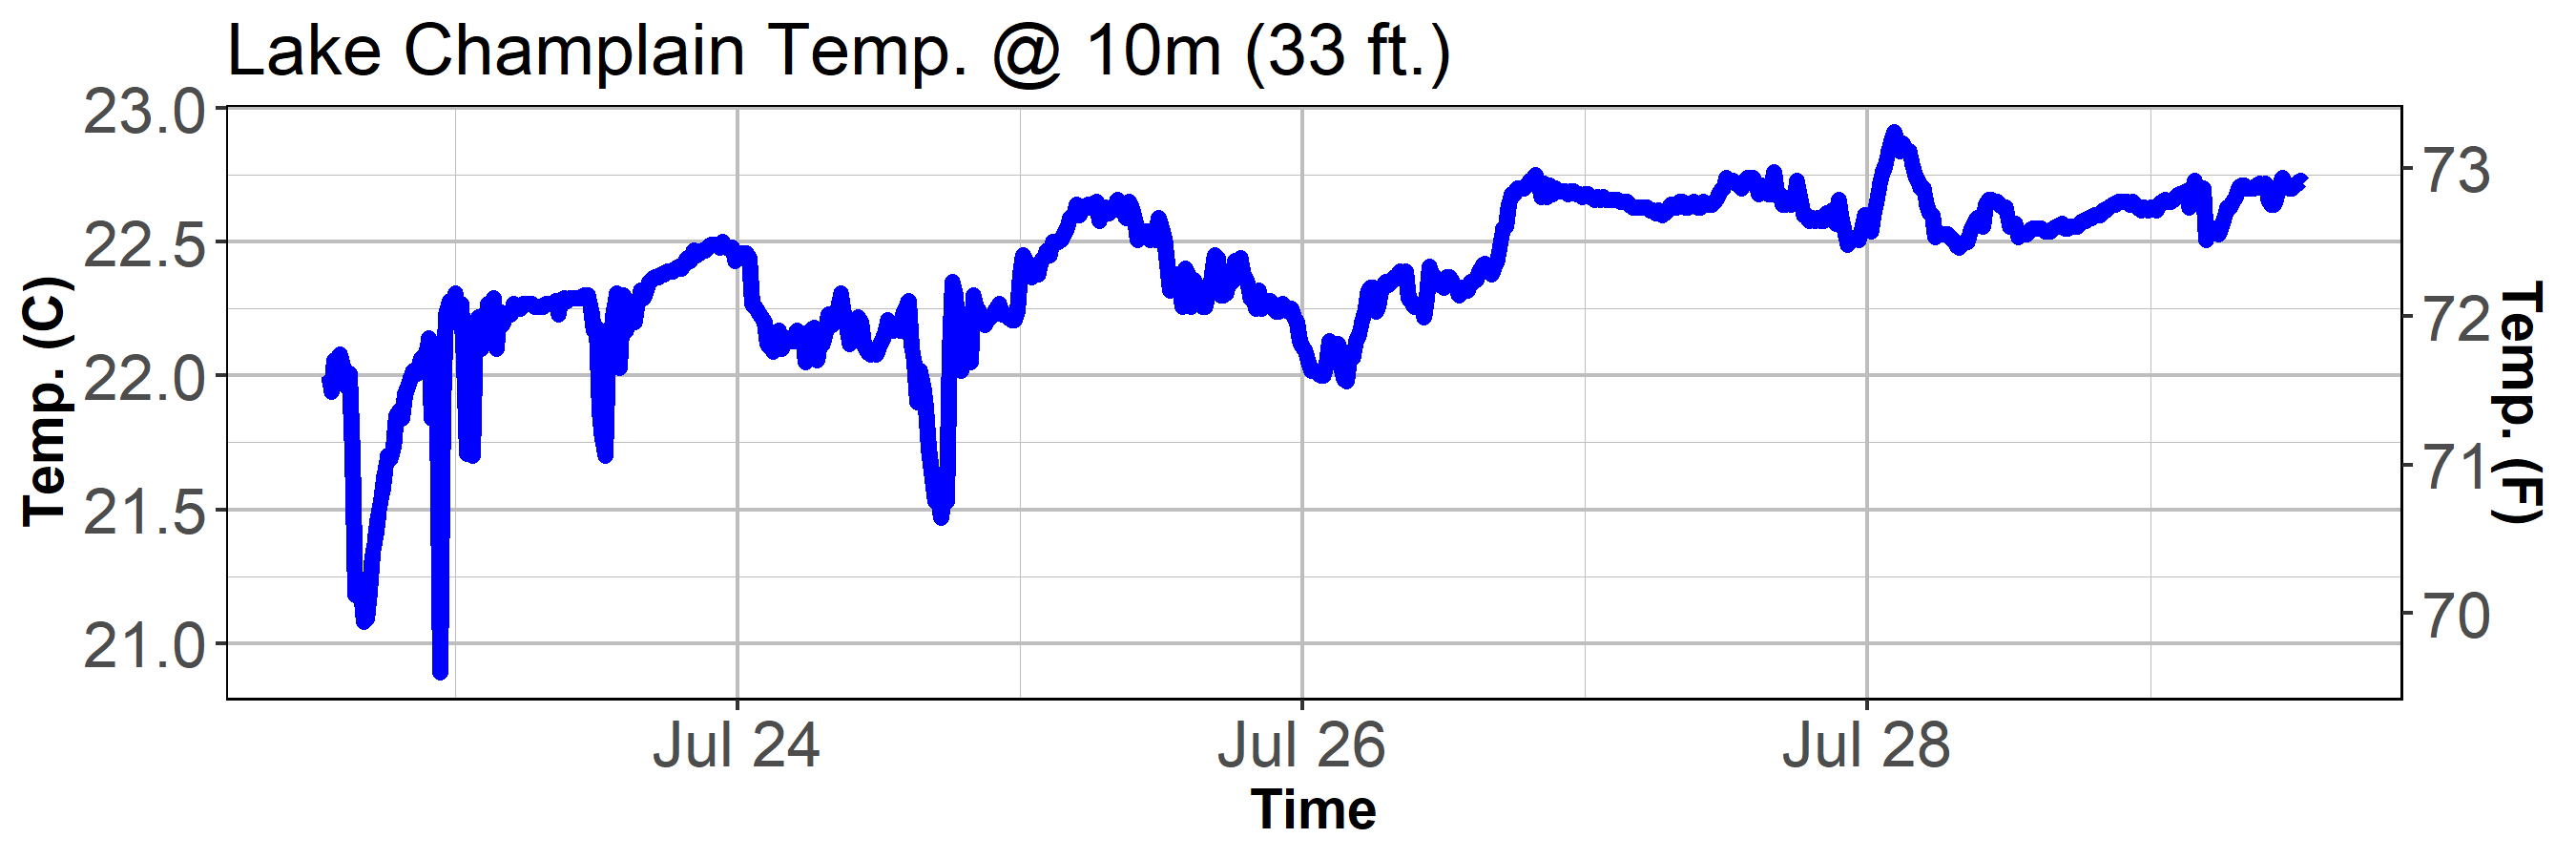 Lake Champlain Temp. @ 10m (33 ft.)
23.0
22.5
22.0
21.5
21.0
Temp. (C)
73
72
71
70
Temp. (F)
Jul 24
Jul 26
Jul 28
Time